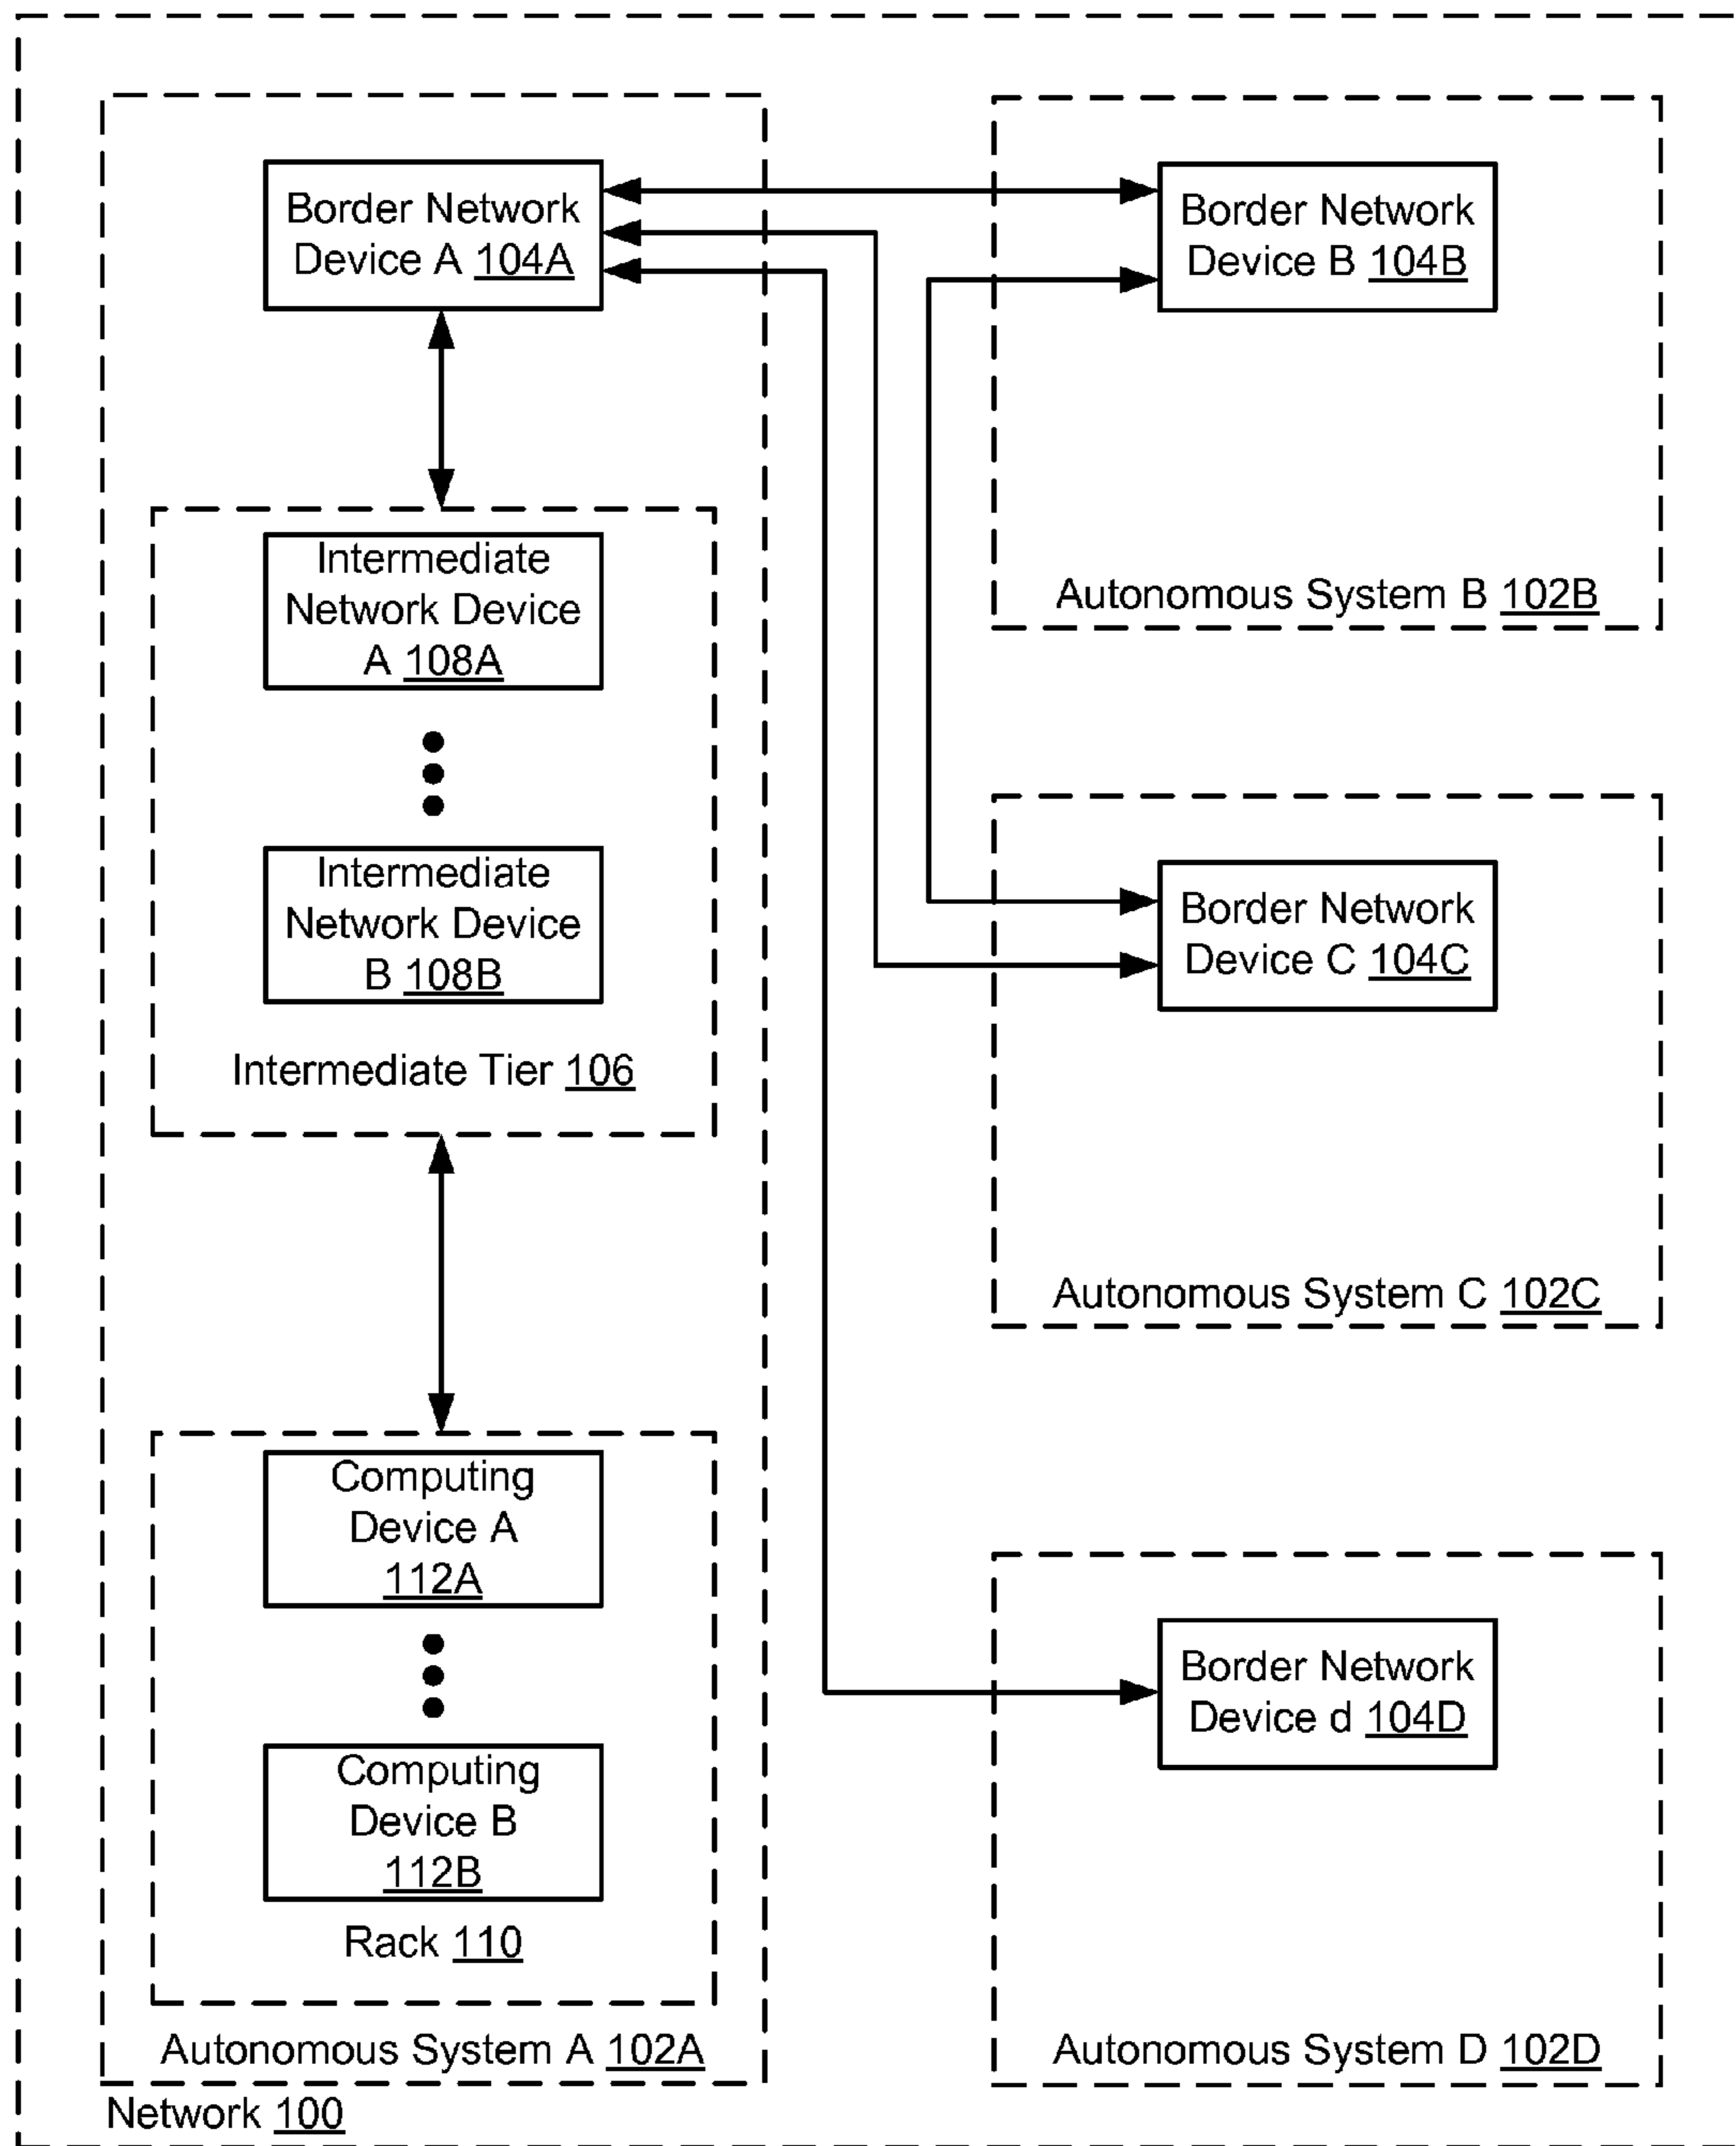 Border Network
Device A 104A
Intermediate
Network Device
A 108A
Intermediate
Network Device
B 108B
Intermediate Tier 106
Computing
Device A
112A
Computing
Device B
112B
Rack 110
Autonomous System A 102A
Border Network
Device B 104B
Autonomous System B 102B
Border Network
Device C 104C
Autonomous System C 102C
Border Network
Device d 104D
Autonomous System D 102D
Network 100